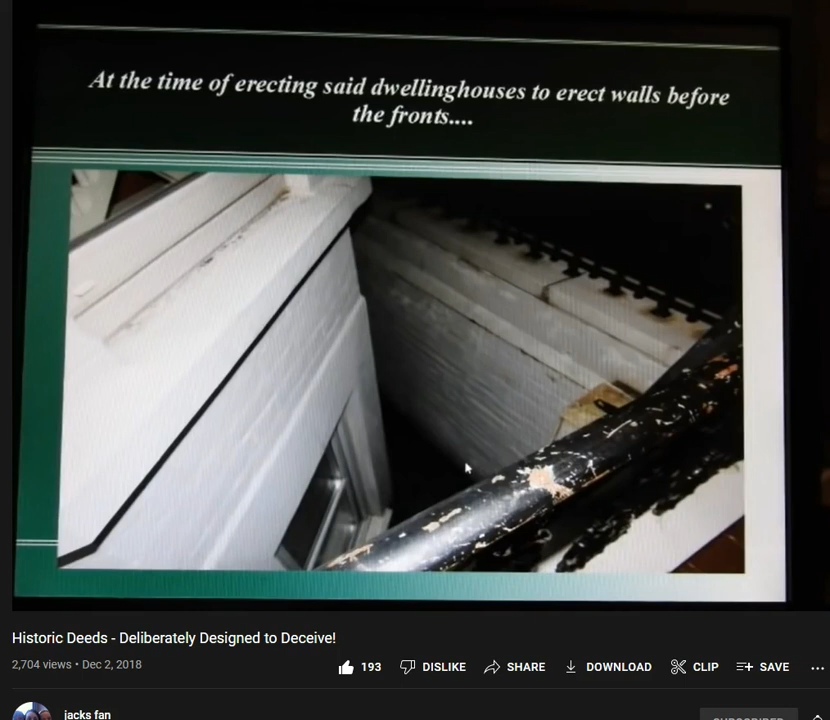 At the time of erecting said dwellinghouses to erect walls before
the fronts....
Historic Deeds - Deliberately Designed to Deceive!
2,704 views • Dec 2, 2018
193 DISLIKE SHARE DOWNLOAD CLIP SAVE ...
jacks fan
SUBSCRIBED